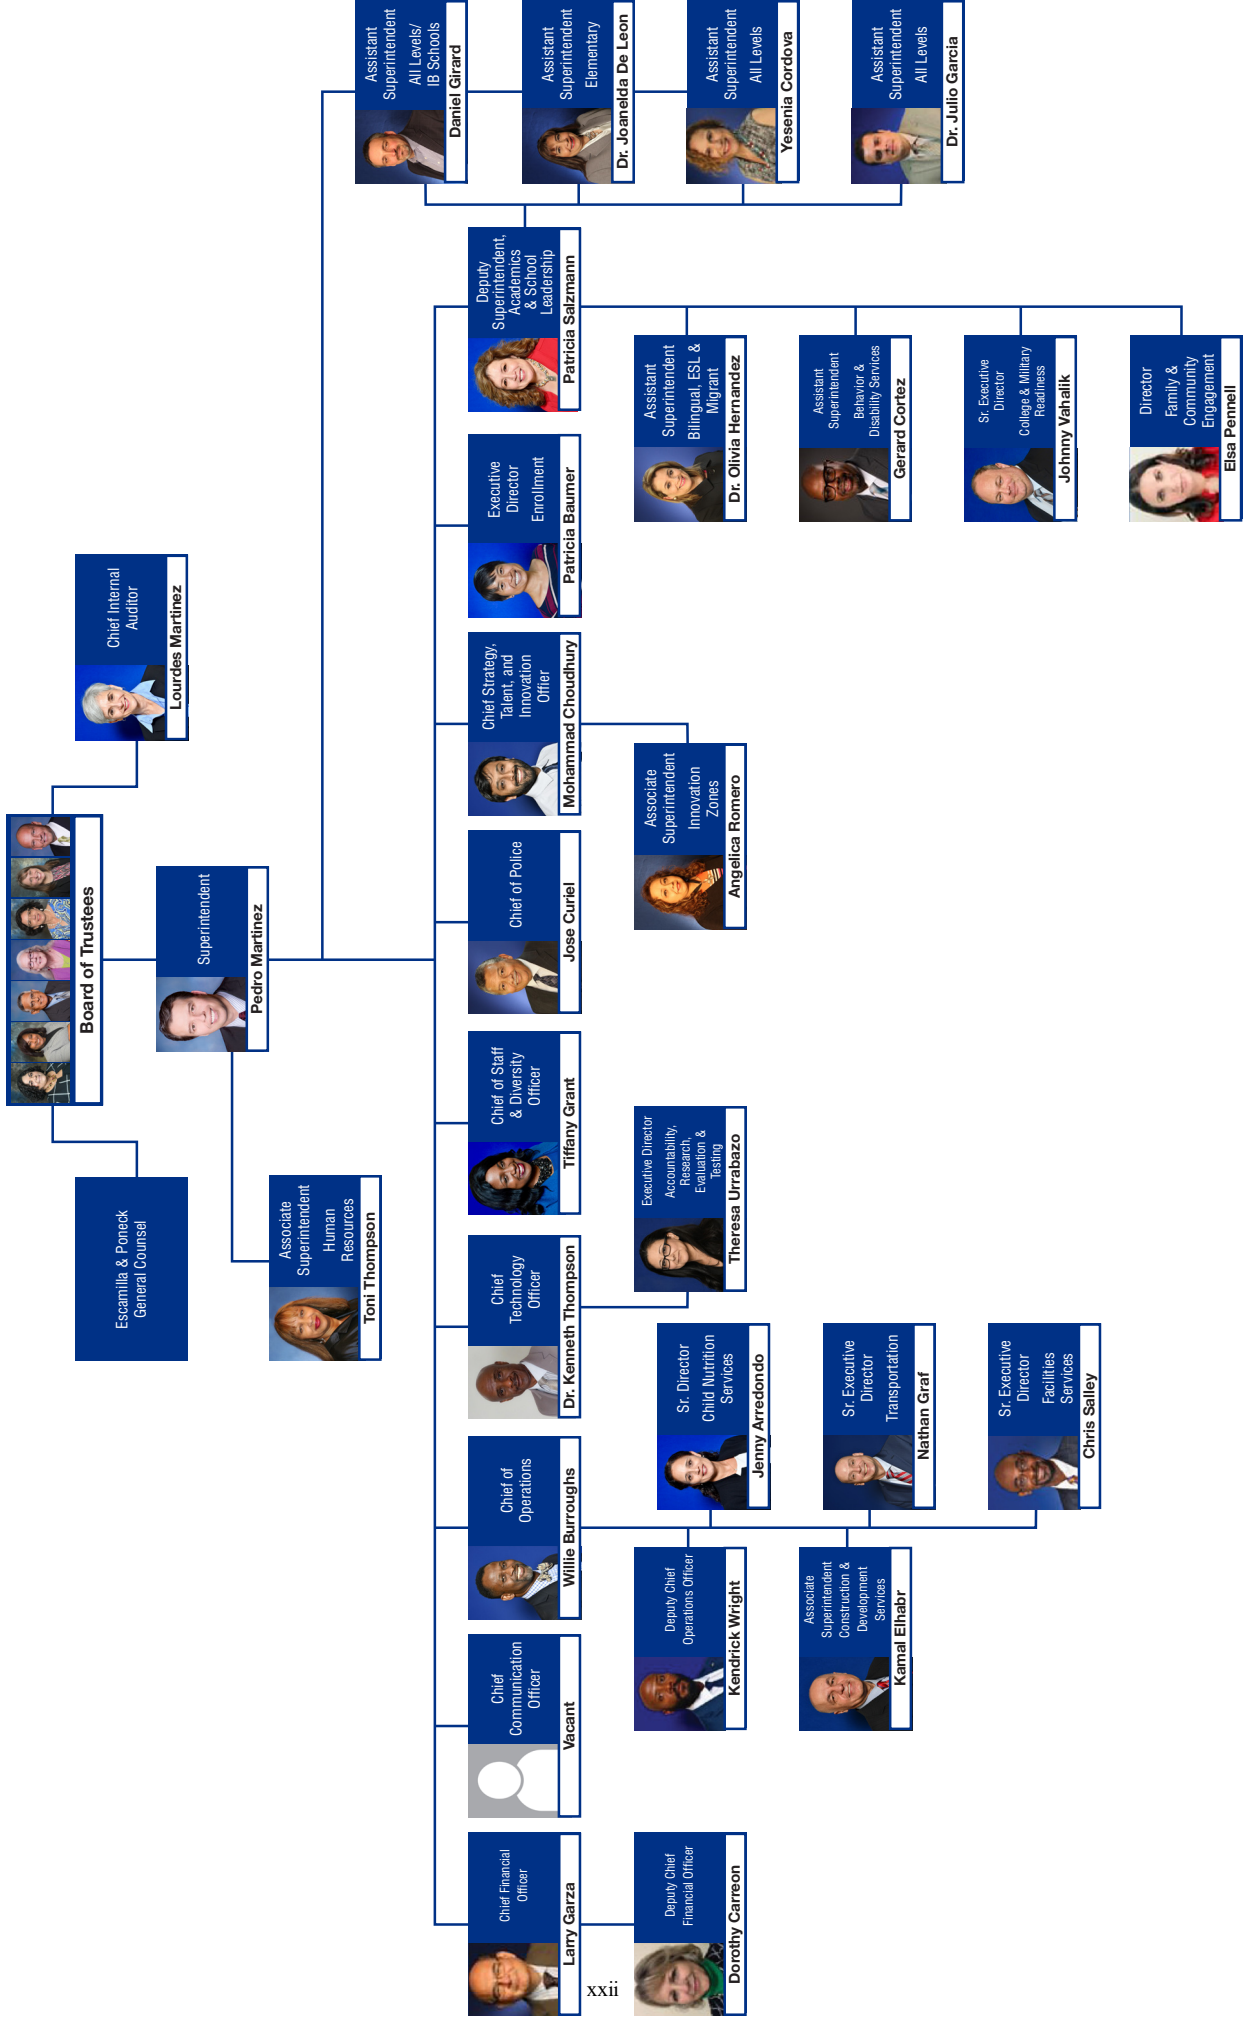 Board of Trustees
Escamilla & Poneck
General Counsel
Chief Internal
Auditor
Lourdes Martinez
Superintendent
Pedro Martinez
Associate
Superintendent
Human
Resources
Toni Thompson
Assistant
Superintendent
All Levels/
IB Schools
Daniel Girard
Assistant
Superintendent
Elementary
Dr. Joanelda De Leon
Assistant
Superintendent
All Levels
Yesenia Cordova
Assistant
Superintendent
All Levels
Dr. Julio Garcia
Chief Financial
Officer
Larry Garza
Chief
Communication
Officer
Vacant
Chief of
Operations
Willie Burroughs
Chief
Technology
Officer
Dr. Kenneth Thompson
Chief of Staff
& Diversity
Officer
Tiffany Grant
Chief of Police
Jose Curiel
Chief Strategy,
Talent, and
Innovation
Offier
Mohammad Choudhury
Executive
Director
Enrollment
Patricia Baumer
Deputy
Superintendent,
Academics
& School
Leadership
Patricia Salzmann
Deputy Chief
Financial Officer
Dorothy Carreon
Deputy Chief
Operations Officer
Kendrick Wright
Sr. Director
Child Nutrition
Services
Jenny Arredondo
Associate
Superintendent
Construction &
Development
Services
Kamal Elhabr
Sr. Executive
Director
Transportation
Nathan Graf
Sr. Executive
Director
Facilities
Services
Chris Salley
Executive Director
Accountability,
Research,
Evaluation &
Testing
Theresa Urrabazo
Associate
Superintendent
Innovation
Zones
Angelica Romero
Assistant
Superintendent
Bilingual, ESL &
Migrant
Dr. Olivia Hernandez
Assistant
Superintendent
Behavior &
Disability Services
Gerard Cortez
Sr. Executive
Director
College & Military
Readiness
Johnny Vahalik
Director
Family &
Community
Engagement
Elsa Pennell
xxii